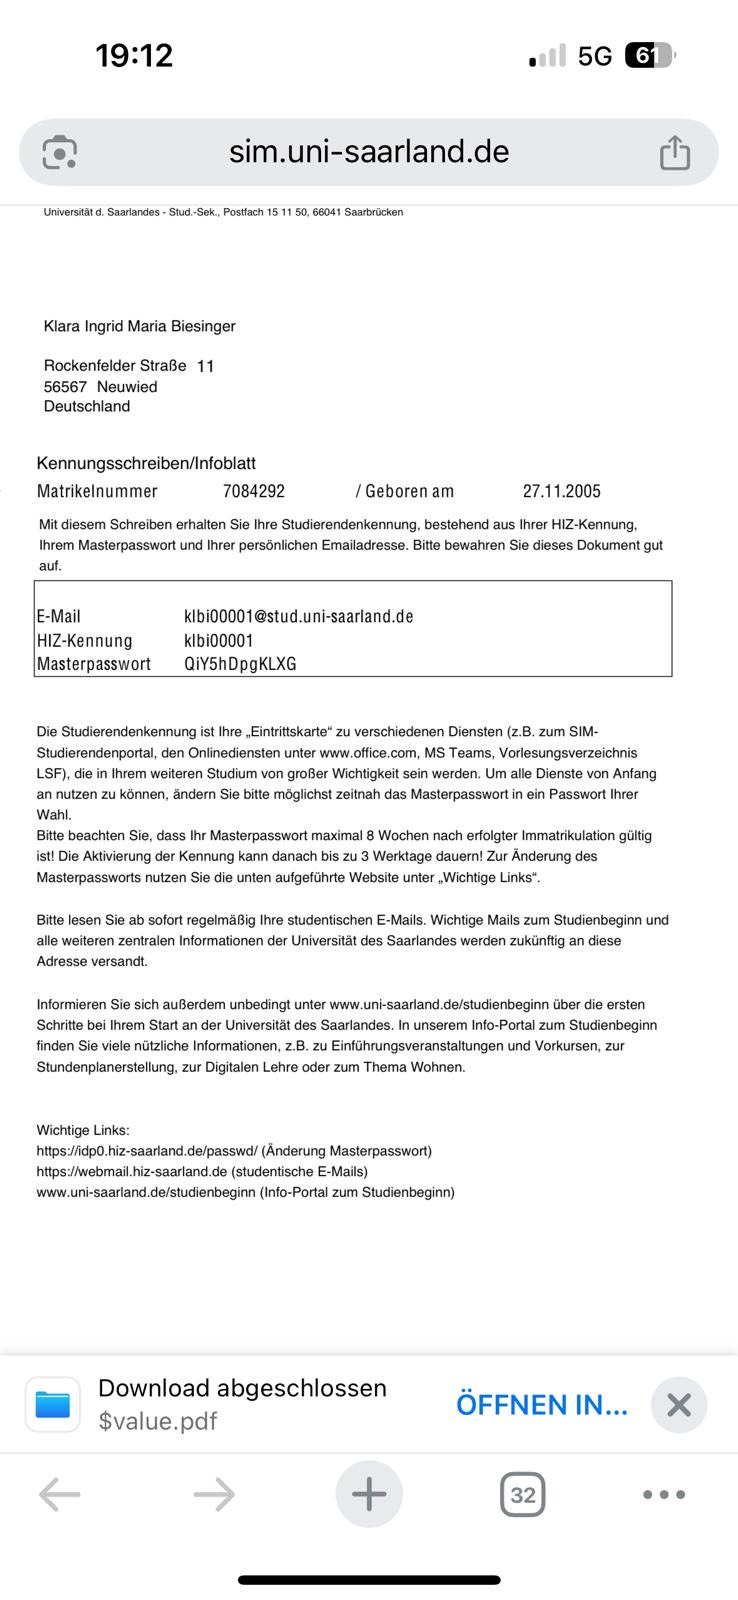 19:12
5G
61
sim.uni-saarland.de
Universität d. Saarlandes - Stud.-Sek., Postfach 15 11 50, 66041 Saarbrücken
Klara Ingrid Maria Biesinger
Rockenfelder Straße 11
56567 Neuwied
Deutschland
Kennungsschreiben/Infoblatt
Matrikelnummer 7084292 / Geboren am 27.11.2005
Mit diesem Schreiben erhalten Sie Ihre Studierendenkennung, bestehend aus Ihrer HIZ-Kennung,
Ihrem Masterpasswort und Ihrer persönlichen Emailadresse. Bitte bewahren Sie dieses Dokument gut
auf.
E-Mail klbi00001@stud.uni-saarland.de
HIZ-Kennung klbi00001
Masterpasswort QiY5hDpgKLXG
Die Studierendenkennung ist Ihre „Eintrittskarte“ zu verschiedenen Diensten (z.B. zum SIM-
Studierendenportal, den Onlinediensten unter www.office.com, MS Teams, Vorlesungsverzeichnis
LSF), die in Ihrem weiteren Studium von großer Wichtigkeit sein werden. Um alle Dienste von Anfang
an nutzen zu können, ändern Sie bitte möglichst zeitnah das Masterpasswort in ein Passwort Ihrer
Wahl.
Bitte beachten Sie, dass Ihr Masterpasswort maximal 8 Wochen nach erfolgter Immatrikulation gültig
ist! Die Aktivierung der Kennung kann danach bis zu 3 Werktage dauern! Zur Änderung des
Masterpassworts nutzen Sie die unten aufgeführte Website unter „Wichtige Links“.
Bitte lesen Sie ab sofort regelmäßig Ihre studentischen E-Mails. Wichtige Mails zum Studienbeginn und
alle weiteren zentralen Informationen der Universität des Saarlandes werden zukünftig an diese
Adresse versandt.
Informieren Sie sich außerdem unbedingt unter www.uni-saarland.de/studienbeginn über die ersten
Schritte bei Ihrem Start an der Universität des Saarlandes. In unserem Info-Portal zum Studienbeginn
finden Sie viele nützliche Informationen, z.B. zu Einführungsveranstaltungen und Vorkursen, zur
Stundenplanerstellung, zur Digitalen Lehre oder zum Thema Wohnen.
Wichtige Links:
https://idp0.hiz-saarland.de/passwd/ (Änderung Masterpasswort)
https://webmail.hiz-saarland.de (studentische E-Mails)
www.uni-saarland.de/studienbeginn (Info-Portal zum Studienbeginn)
Download abgeschlossen
$value.pdf
ÖFFNEN IN...
32